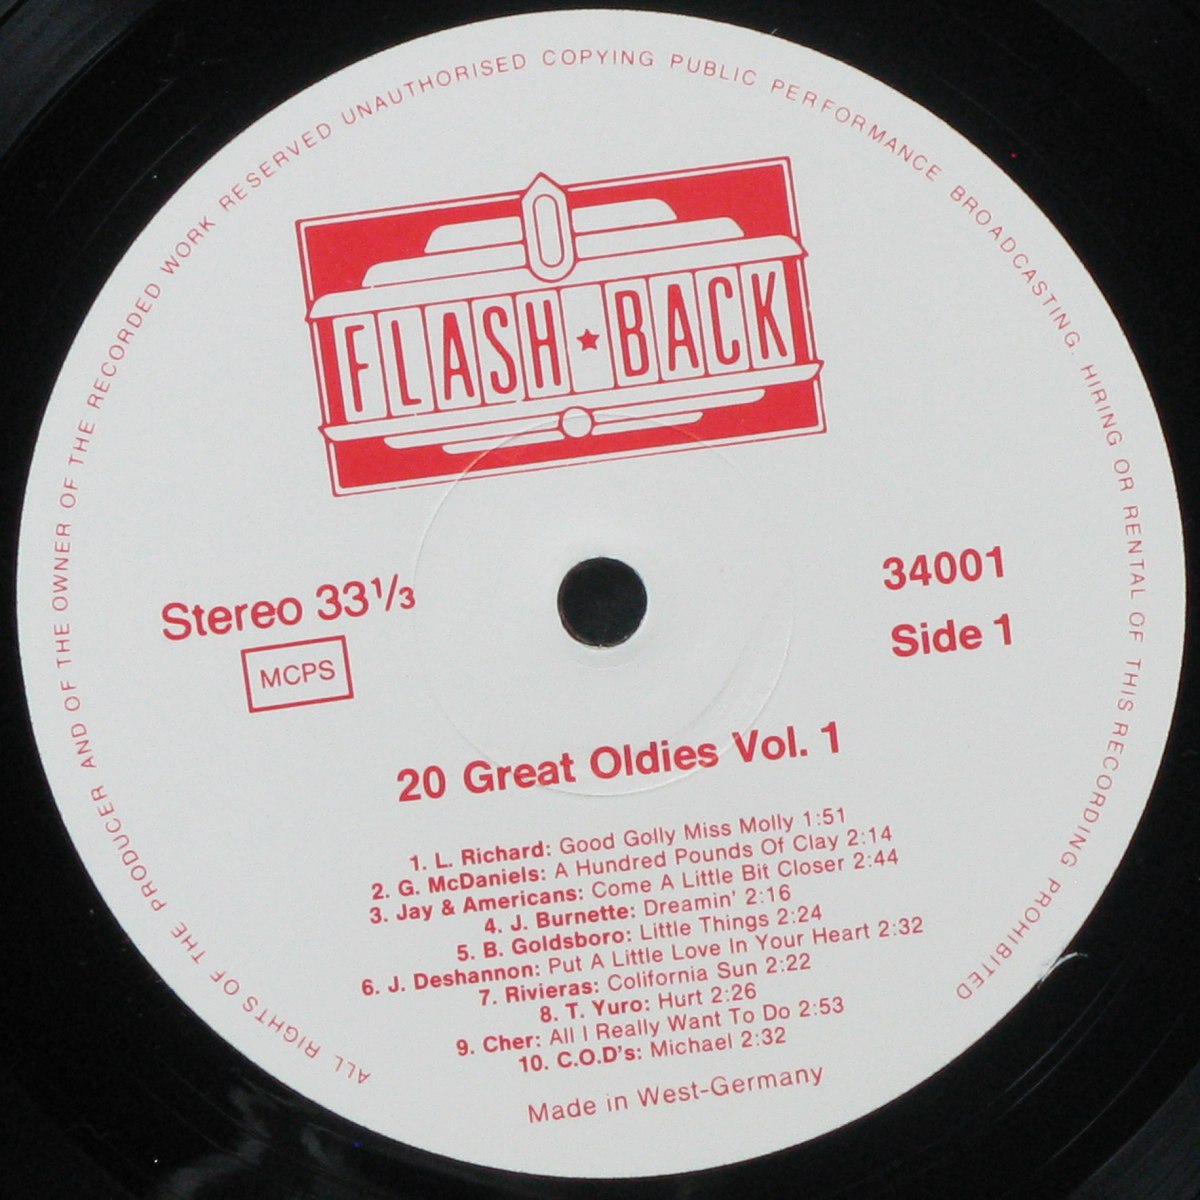 ALL RIGHTS OF THE PRODUCER AND OF THE OWNER OF THE RECORDED WORK RESERVED UNAUTHORISED COPYING PUBLIC PERFORMANCE BROADCASTING. HIRING OR RENTAL OF THIS RECORDING PROHIBITED
FLASH★BACK
Stereo 33⅓
MCPS
34001
Side 1
20 Great Oldies Vol. 1
1. L. Richard: Good Golly Miss Molly 1:51
2. G. McDaniels: A Hundred Pounds Of Clay 2:14
3. Jay & Americans: Come A Little Bit Closer 2:44
4. J. Burnette: Dreamin' 2:16
5. B. Goldsboro: Little Things 2:24
6. J. Deshannon: Put A Little Love In Your Heart 2:32
7. Rivieras: Colifornia Sun 2:22
8. T. Yuro: Hurt 2:26
9. Cher: All I Really Want To Do 2:53
10. C.O.D's: Michael 2:32
Made in West-Germany